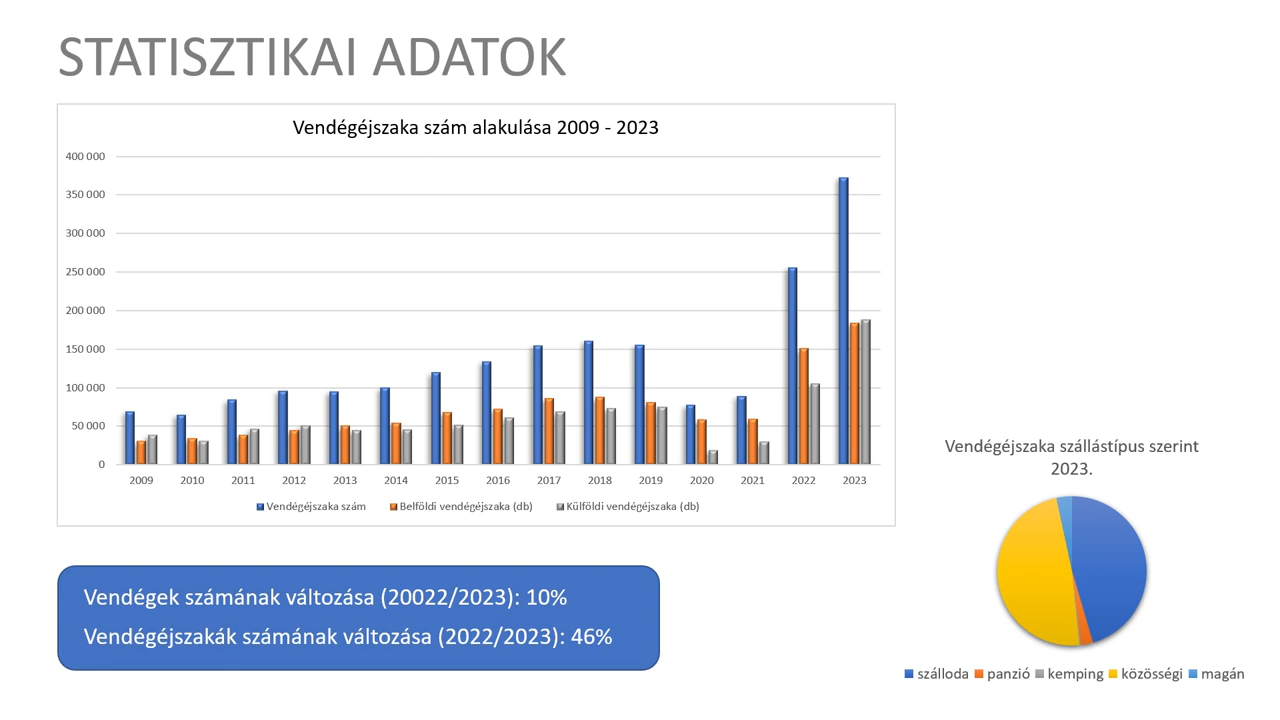 STATISZTIKAI ADATOK
Vendégéjszaka szám alakulása 2009 - 2023
400 000
350 000
300 000
250 000
200 000
150 000
100 000
50 000
0
2009 2010 2011 2012 2013 2014 2015 2016 2017 2018 2019 2020 2021 2022 2023
Vendégéjszaka szám Belföldi vendégéjszaka (db) Külföldi vendégéjszaka (db)
Vendégek számának változása (20022/2023): 10%
Vendégéjszakák számának változása (2022/2023): 46%
Vendégéjszaka szállástípus szerint
2023.
szálloda panzió kemping közösségi magán